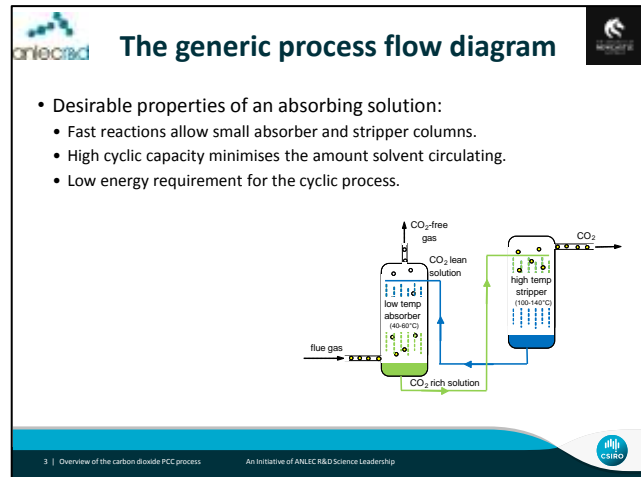 anlecr&d
The generic process flow diagram
• Desirable properties of an absorbing solution:
• Fast reactions allow small absorber and stripper columns.
• High cyclic capacity minimises the amount solvent circulating.
• Low energy requirement for the cyclic process.
CO2-free
gas
CO2
CO2 lean
solution
high temp
stripper
(100-140°C)
low temp
absorber
(40-60°C)
flue gas
CO2 rich solution
3 | Overview of the carbon dioxide PCC process
An Initiative of ANLEC R&D Science Leadership
CSIRO